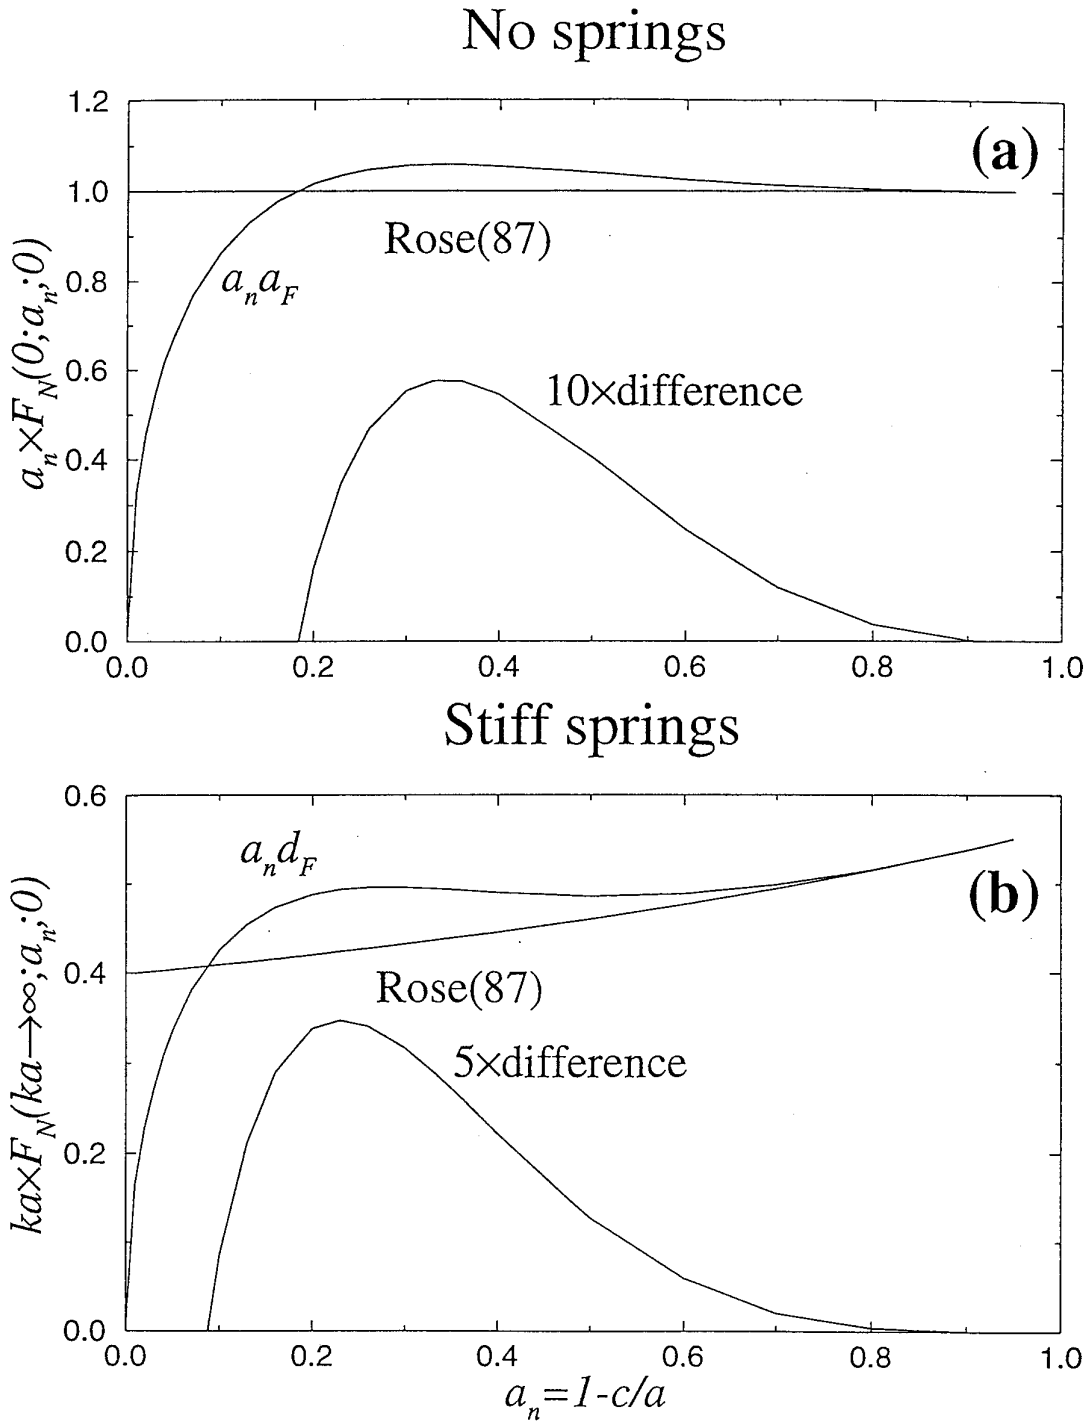 No springs
(a)
1.2
1.0
0.8
0.6
0.4
0.2
0.0
a_n×F_N(0;a_n;0)
Rose(87)
a_n a_F
10×difference
0.0 0.2 0.4 0.6 0.8 1.0
Stiff springs
(b)
0.6
0.4
0.2
0.0
ka×F_N(ka→∞;a_n;0)
a_n d_F
Rose(87)
5×difference
0.0 0.2 0.4 0.6 0.8 1.0
a_n=1-c/a